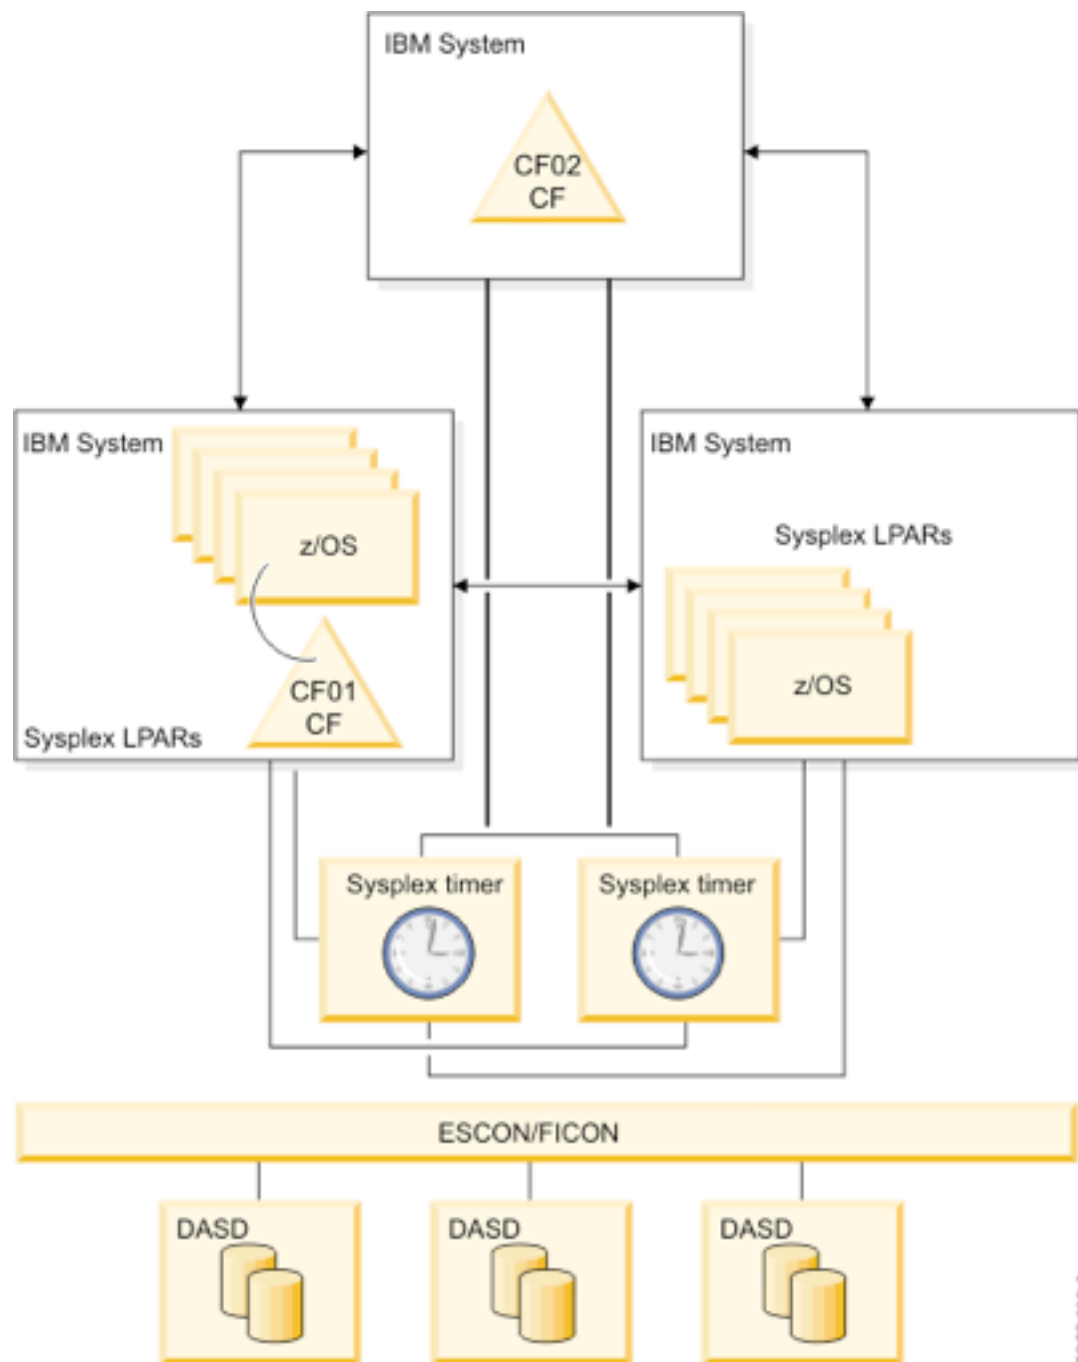 IBM System
CF02
CF
IBM System
z/OS
CF01
CF
Sysplex LPARs
IBM System
Sysplex LPARs
z/OS
Sysplex timer
Sysplex timer
ESCON/FICON
DASD
DASD
DASD